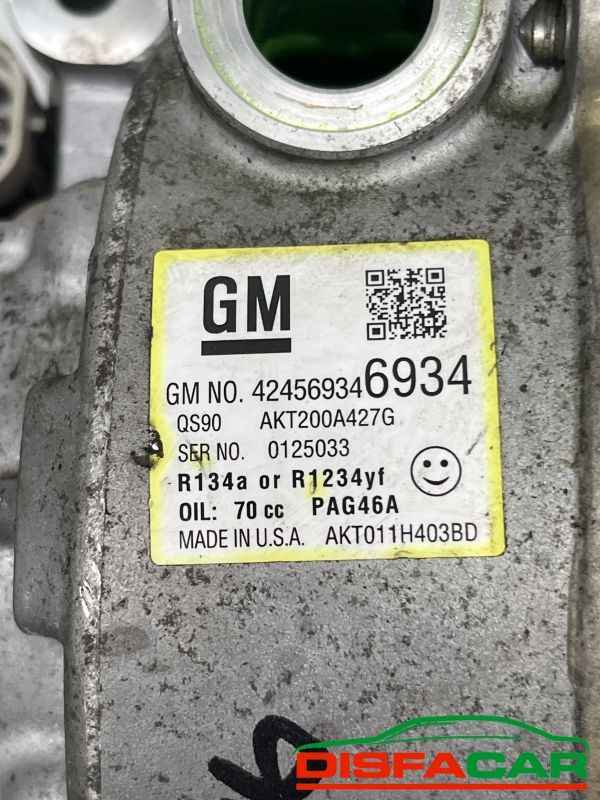 GM
GM NO. 42456934 6934
QS90 AKT200A427G
SER NO. 0125033
R134a or R1234yf
OIL: 70 cc PAG46A
MADE IN U.S.A. AKT011H403BD
DISFACAR